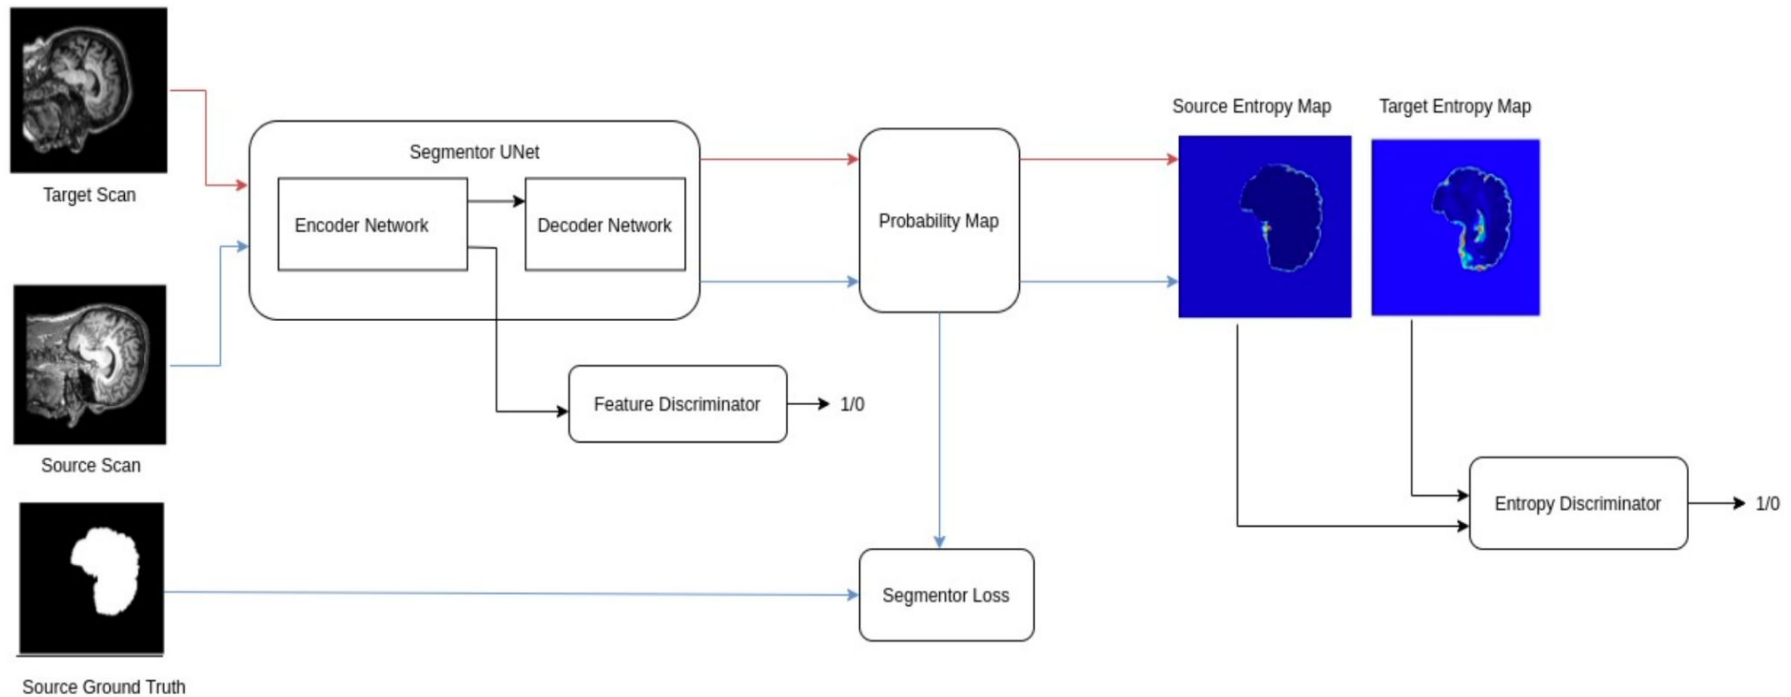 Target Scan
Source Scan
Source Ground Truth
Segmentor UNet
Encoder Network
Decoder Network
Feature Discriminator
1/0
Probability Map
Segmentor Loss
Source Entropy Map
Target Entropy Map
Entropy Discriminator
1/0